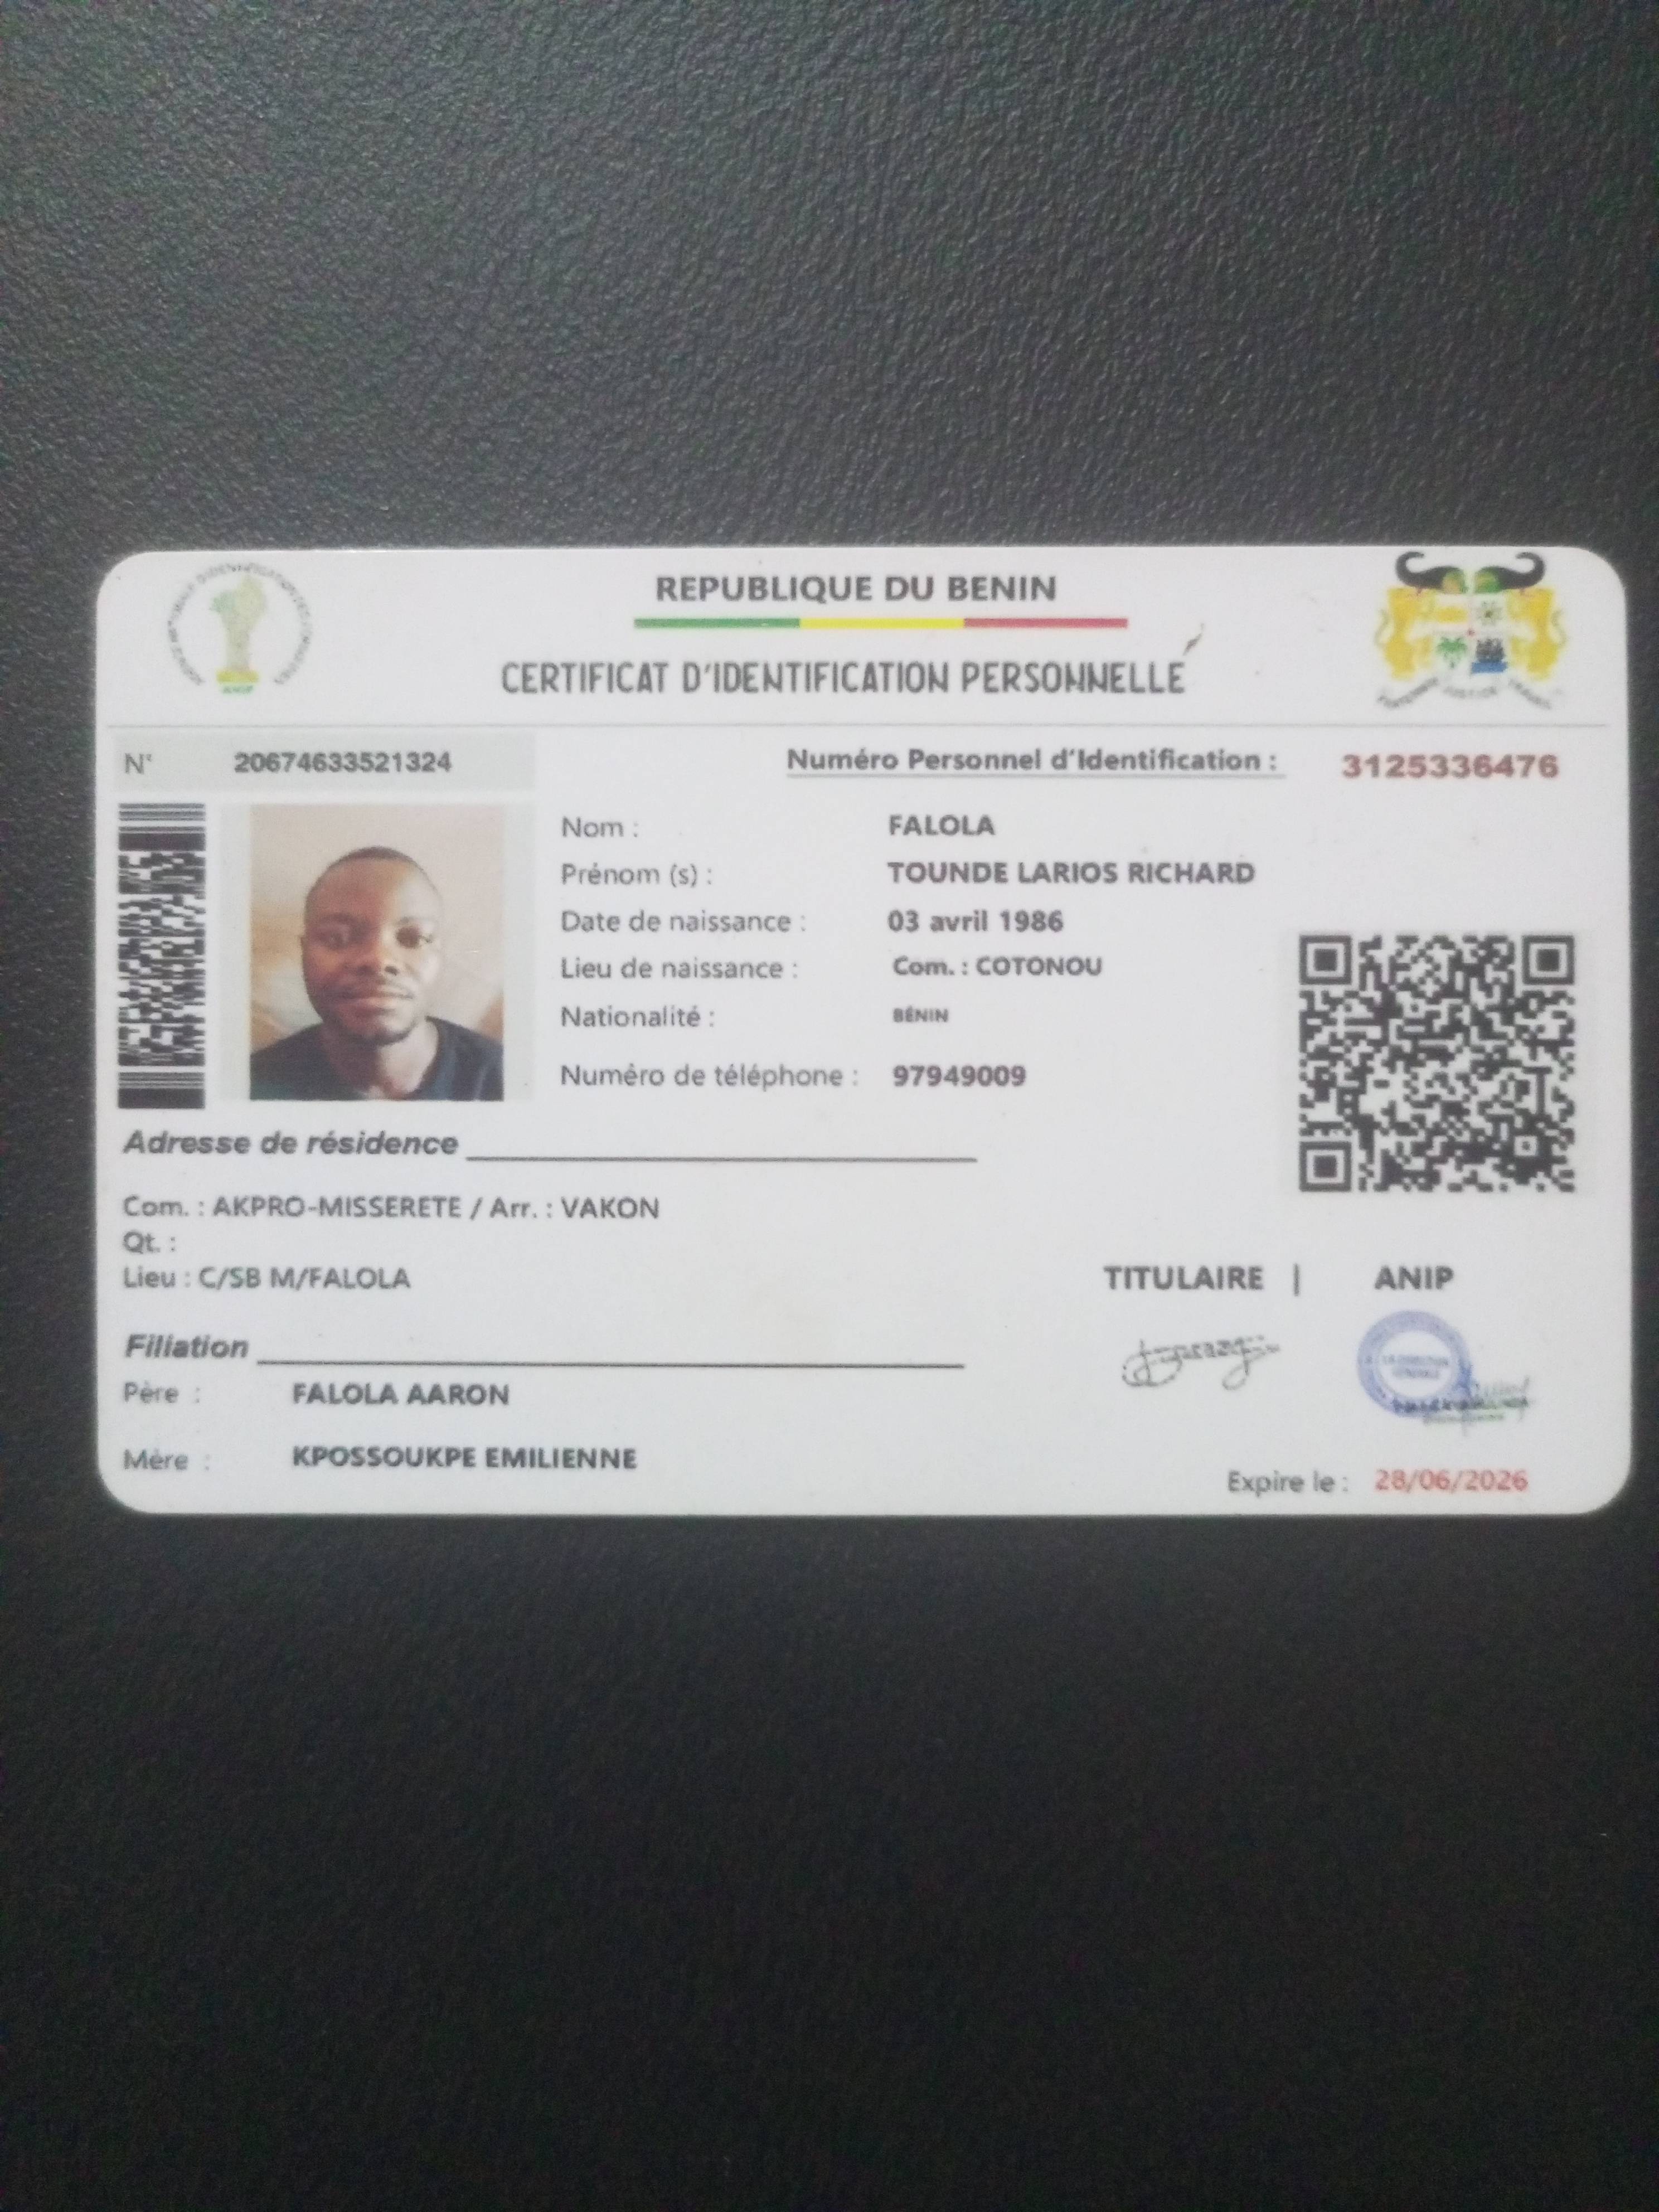 REPUBLIQUE DU BENIN
CERTIFICAT D'IDENTIFICATION PERSONNELLE
N° 20674633521324
Numéro Personnel d'Identification : 3125336476
Nom : FALOLA
Prénom (s) : TOUNDE LARIOS RICHARD
Date de naissance : 03 avril 1986
Lieu de naissance : Com. : COTONOU
Nationalité : BÉNIN
Numéro de téléphone : 97949009
Adresse de résidence
Com. : AKPRO-MISSERETE / Arr. : VAKON
Qt. :
Lieu : C/SB M/FALOLA
TITULAIRE | ANIP
Filiation
Père : FALOLA AARON
Mère : KPOSSOUKPE EMILIENNE
Expire le : 28/06/2026